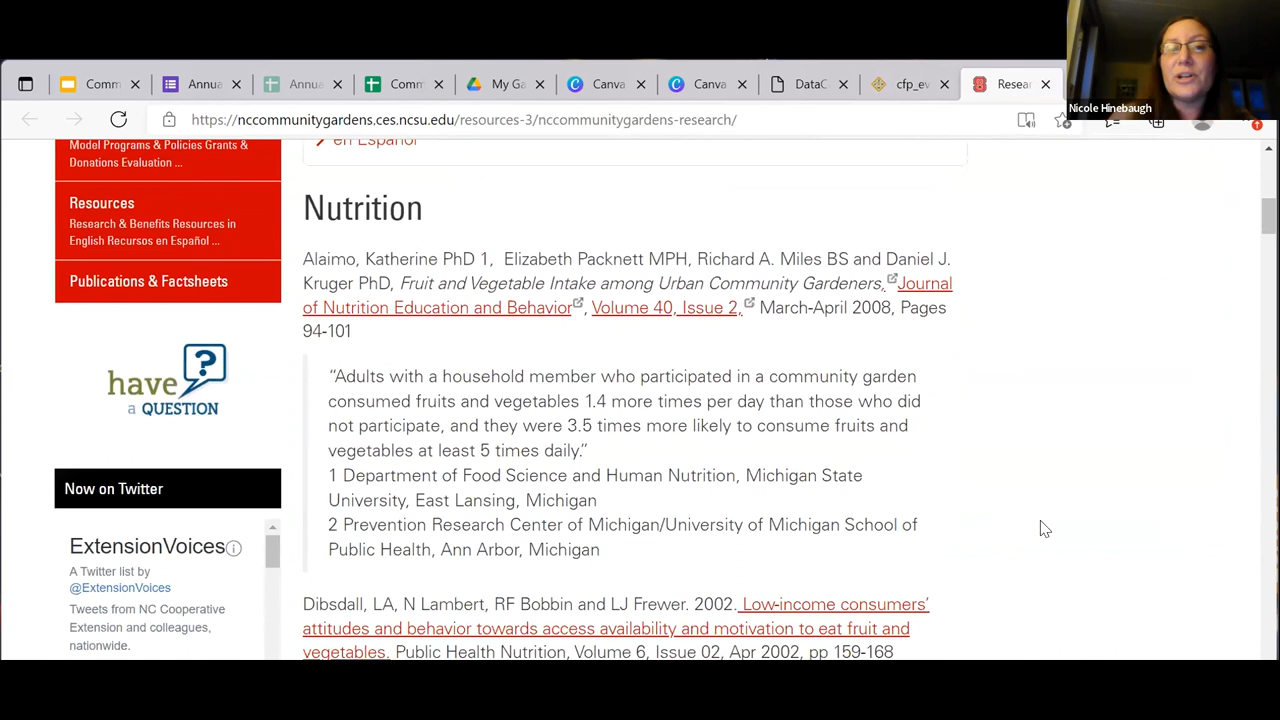 Comm
Annua
Annua
Comm
My Ga
Canva
Canva
DataC
cfp_ev
Resea
Nicole Hinebaugh
https://nccommunitygardens.ces.ncsu.edu/resources-3/nccommunitygardens-research/
Model Programs & Policies Grants &
Donations Evaluation ...
Resources
Research & Benefits Resources in
English Recursos en Español ...
Publications & Factsheets
have
a QUESTION
?
Now on Twitter
ExtensionVoices
A Twitter list by
@ExtensionVoices
Tweets from NC Cooperative
Extension and colleagues,
nationwide.
en Español
Nutrition
Alaimo, Katherine PhD 1, Elizabeth Packnett MPH, Richard A. Miles BS and Daniel J.
Kruger PhD, Fruit and Vegetable Intake among Urban Community Gardeners, Journal
of Nutrition Education and Behavior, Volume 40, Issue 2, March-April 2008, Pages
94-101
“Adults with a household member who participated in a community garden
consumed fruits and vegetables 1.4 more times per day than those who did
not participate, and they were 3.5 times more likely to consume fruits and
vegetables at least 5 times daily.”
1 Department of Food Science and Human Nutrition, Michigan State
University, East Lansing, Michigan
2 Prevention Research Center of Michigan/University of Michigan School of
Public Health, Ann Arbor, Michigan
Dibsdall, LA, N Lambert, RF Bobbin and LJ Frewer. 2002. Low-income consumers’
attitudes and behavior towards access availability and motivation to eat fruit and
vegetables. Public Health Nutrition, Volume 6, Issue 02, Apr 2002, pp 159-168